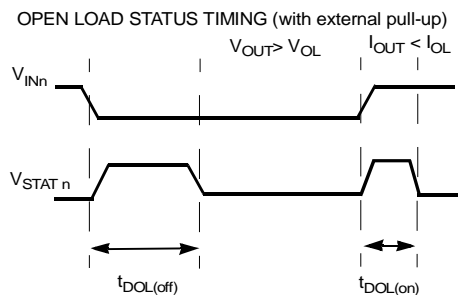 OPEN LOAD STATUS TIMING (with external pull-up)
VOUT> VOL
IOUT < IOL
VINn
VSTAT n
tDOL(off)
tDOL(on)